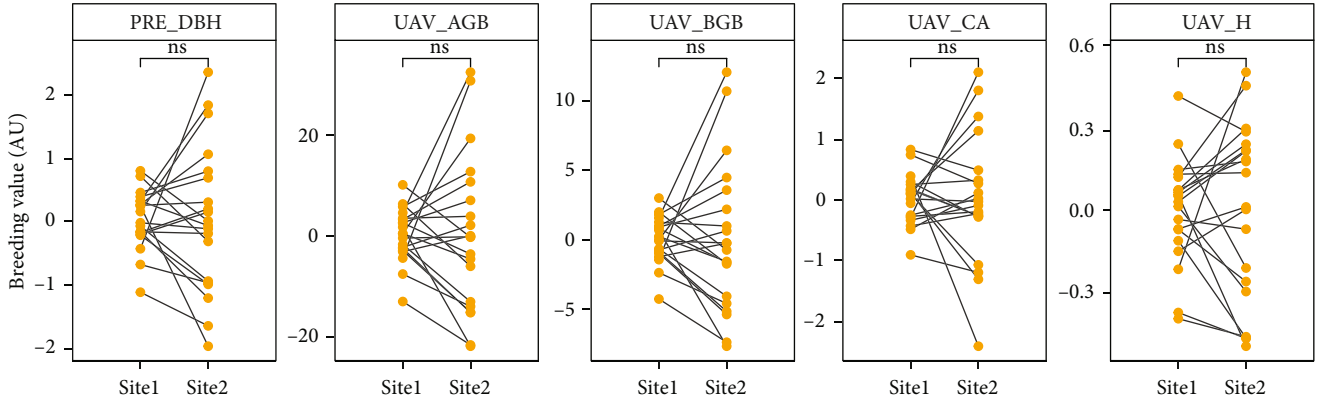 PRE_DBH
UAV_AGB
UAV_BGB
UAV_CA
UAV_H
ns
ns
ns
ns
ns
Breeding value (AU)
2
1
0
−1
−2
20
0
−20
10
5
0
−5
2
1
0
−1
−2
0.6
0.3
0.0
−0.3
Site1 Site2
Site1 Site2
Site1 Site2
Site1 Site2
Site1 Site2